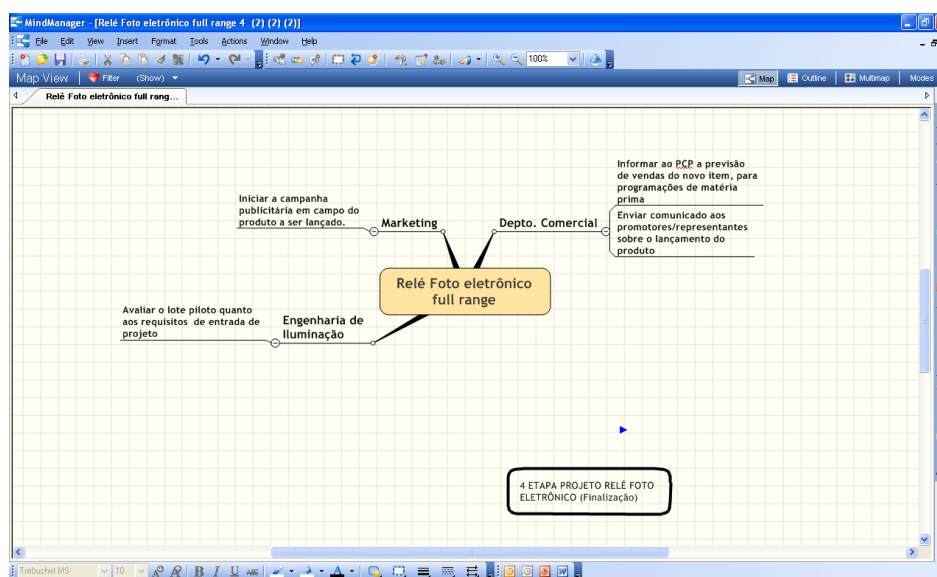 MindManager - [Relé Foto eletrônico full range 4 (2) (2) (2)]
File Edit View Insert Format Tools Actions Window Help
100%
Map View Filter (Show) Map Outline Multimap Modes
Relé Foto eletrônico full rang...
Informar ao PCP a previsão
de vendas do novo item, para
programações de matéria
prima
Enviar comunicado aos
promotores/representantes
sobre o lançamento do
produto
Depto. Comercial
Iniciar a campanha
publicitária em campo do
produto a ser lançado.
Marketing
Relé Foto eletrônico
full range
Avaliar o lote piloto quanto
aos requisitos de entrada de
projeto
Engenharia de
Iluminação
4 ETAPA PROJETO RELÉ FOTO
ELETRÔNICO (Finalização)
Trebuchet MS 10 B I U ABC A